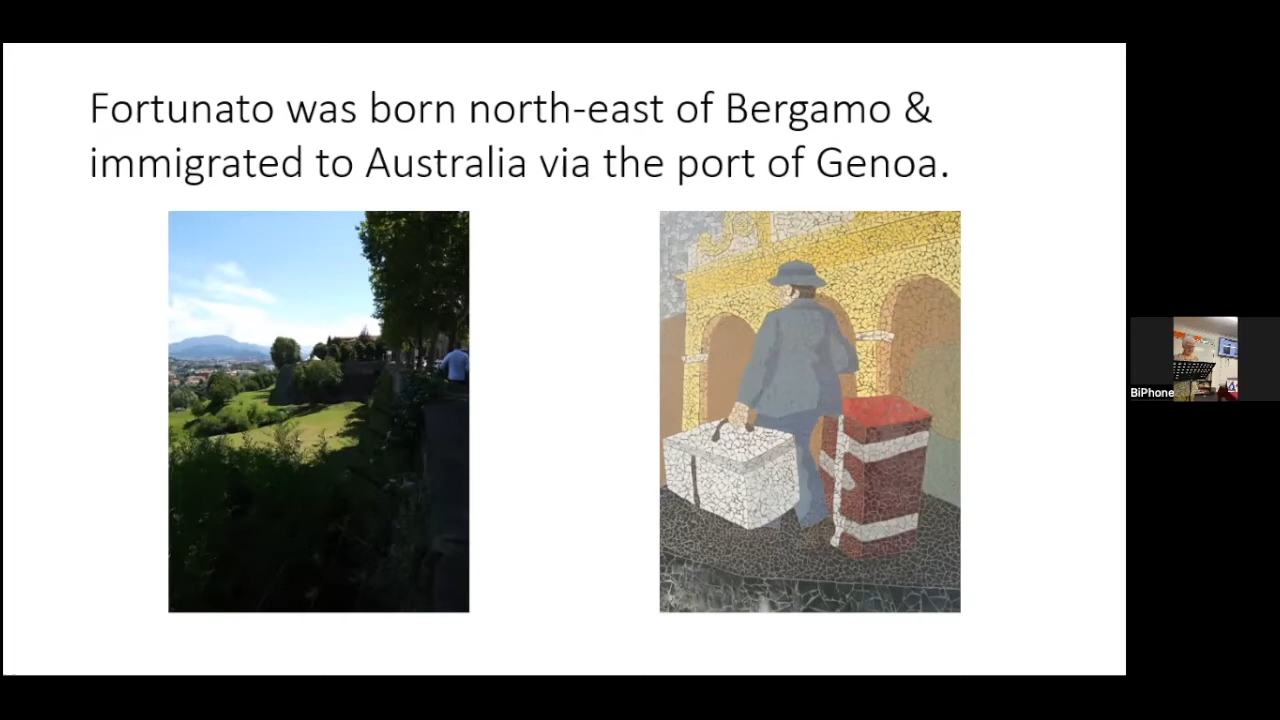 Fortunato was born north-east of Bergamo &
immigrated to Australia via the port of Genoa.
BiPhone